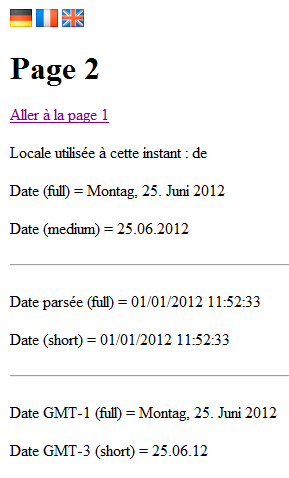 Page 2
Aller à la page 1
Locale utilisée à cette instant : de
Date (full) = Montag, 25. Juni 2012
Date (medium) = 25.06.2012
Date parsée (full) = 01/01/2012 11:52:33
Date (short) = 01/01/2012 11:52:33
Date GMT-1 (full) = Montag, 25. Juni 2012
Date GMT-3 (short) = 25.06.12